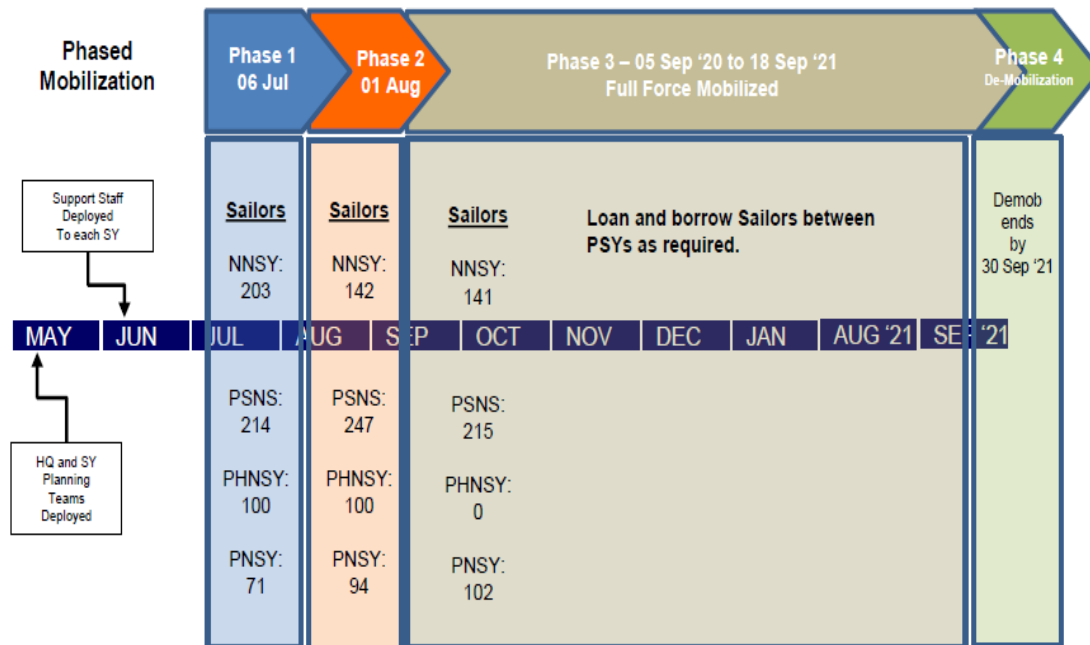 Phased
Mobilization
Phase 1
06 Jul
Phase 2
01 Aug
Phase 3 – 05 Sep ‘20 to 18 Sep ‘21
Full Force Mobilized
Phase 4
De-Mobilization
Support Staff
Deployed
To each SY
Sailors
NNSY:
203
Sailors
NNSY:
142
Sailors
NNSY:
141
Loan and borrow Sailors between
PSYs as required.
Demob
ends
by
30 Sep ‘21
MAY JUN JUL AUG SEP OCT NOV DEC JAN AUG ‘21 SEP ‘21
HQ and SY
Planning
Teams
Deployed
PSNS:
214
PHNSY:
100
PNSY:
71
PSNS:
247
PHNSY:
100
PNSY:
94
PSNS:
215
PHNSY:
0
PNSY:
102